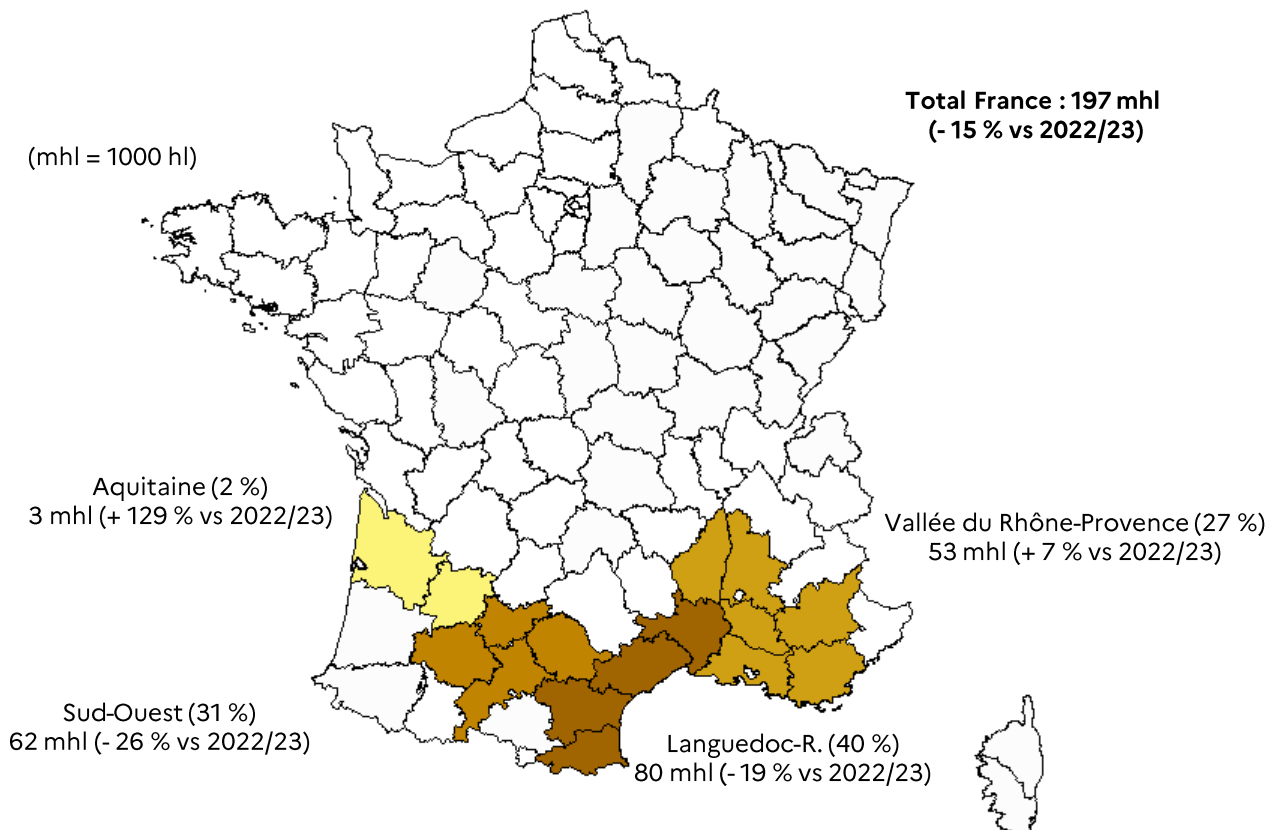 Total France : 197 mhl
(- 15 % vs 2022/23)
(mhl = 1000 hl)
Aquitaine (2 %)
3 mhl (+ 129 % vs 2022/23)
Vallée du Rhône-Provence (27 %)
53 mhl (+ 7 % vs 2022/23)
Sud-Ouest (31 %)
62 mhl (- 26 % vs 2022/23)
Languedoc-R. (40 %)
80 mhl (- 19 % vs 2022/23)